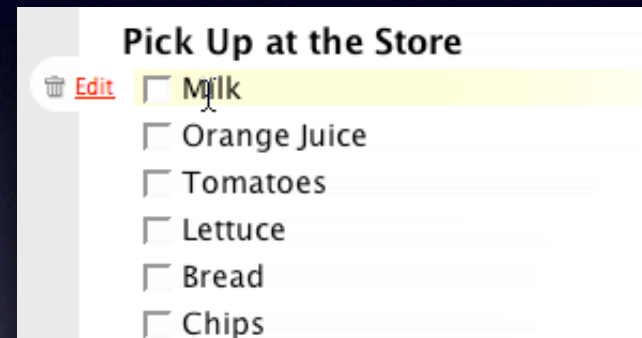 Pick Up at the Store
Edit Milk
Orange Juice
Tomatoes
Lettuce
Bread
Chips